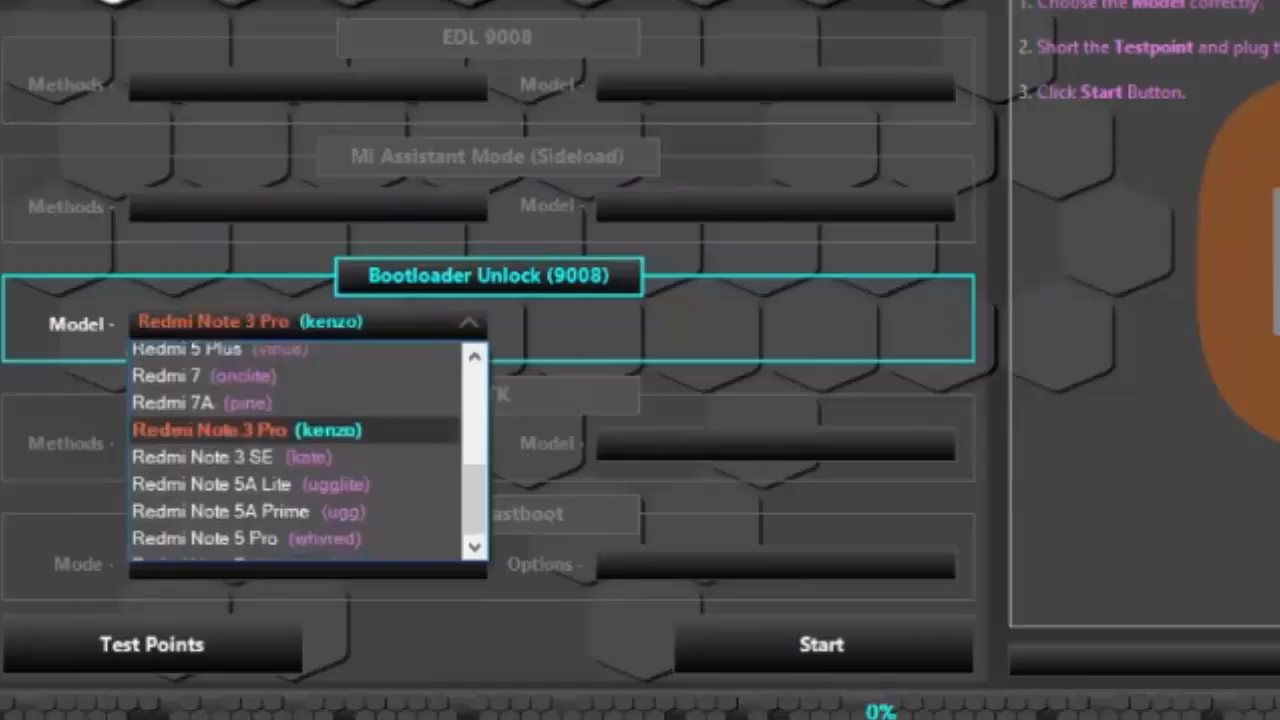 1. Choose the Model correctly.
EDL 9008
2. Short the Testpoint and plug t
Methods -
Model -
3. Click Start Button.
Mi Assistant Mode (Sideload)
Methods -
Model -
Bootloader Unlock (9008)
Model -
Redmi Note 3 Pro (kenzo)
Redmi 5 Plus (vince)
Redmi 7 (onclite)
Redmi 7A (pine)
TK
Redmi Note 3 Pro (kenzo)
Methods -
Model -
Redmi Note 3 SE (kate)
Redmi Note 5A Lite (ugglite)
Redmi Note 5A Prime (ugg)
astboot
Redmi Note 5 Pro (whyred)
Mode -
Options -
Test Points
Start
0%